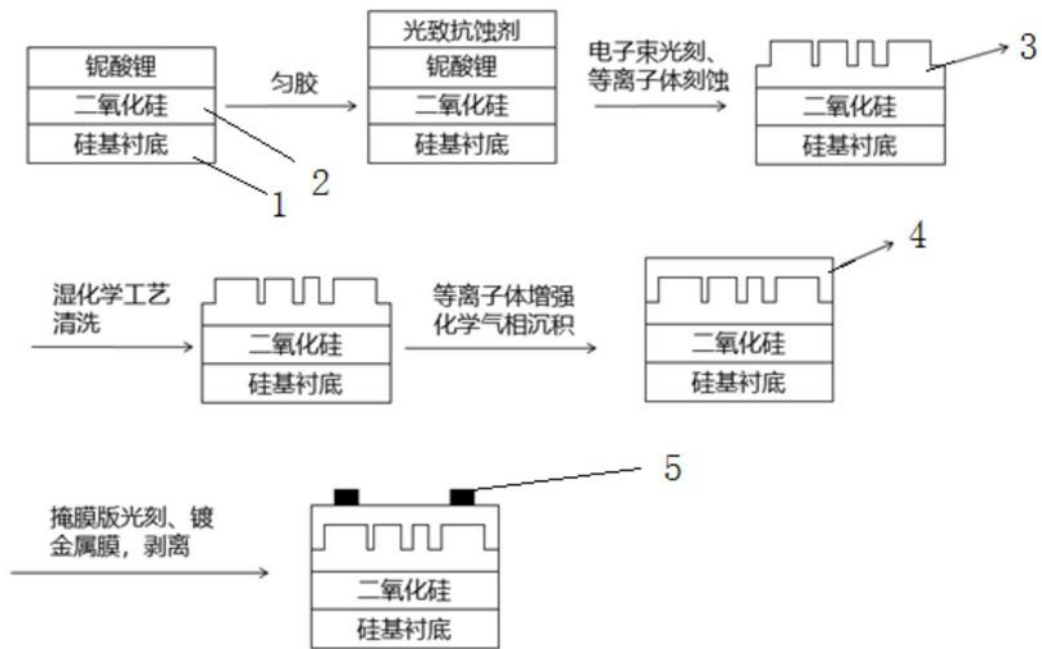 铌酸锂
二氧化硅
硅基衬底
1
2
匀胶
光致抗蚀剂
铌酸锂
二氧化硅
硅基衬底
电子束光刻、
等离子体刻蚀
3
二氧化硅
硅基衬底
湿化学工艺
清洗
二氧化硅
硅基衬底
等离子体增强
化学气相沉积
4
二氧化硅
硅基衬底
掩膜版光刻、镀
金属膜，剥离
5
二氧化硅
硅基衬底